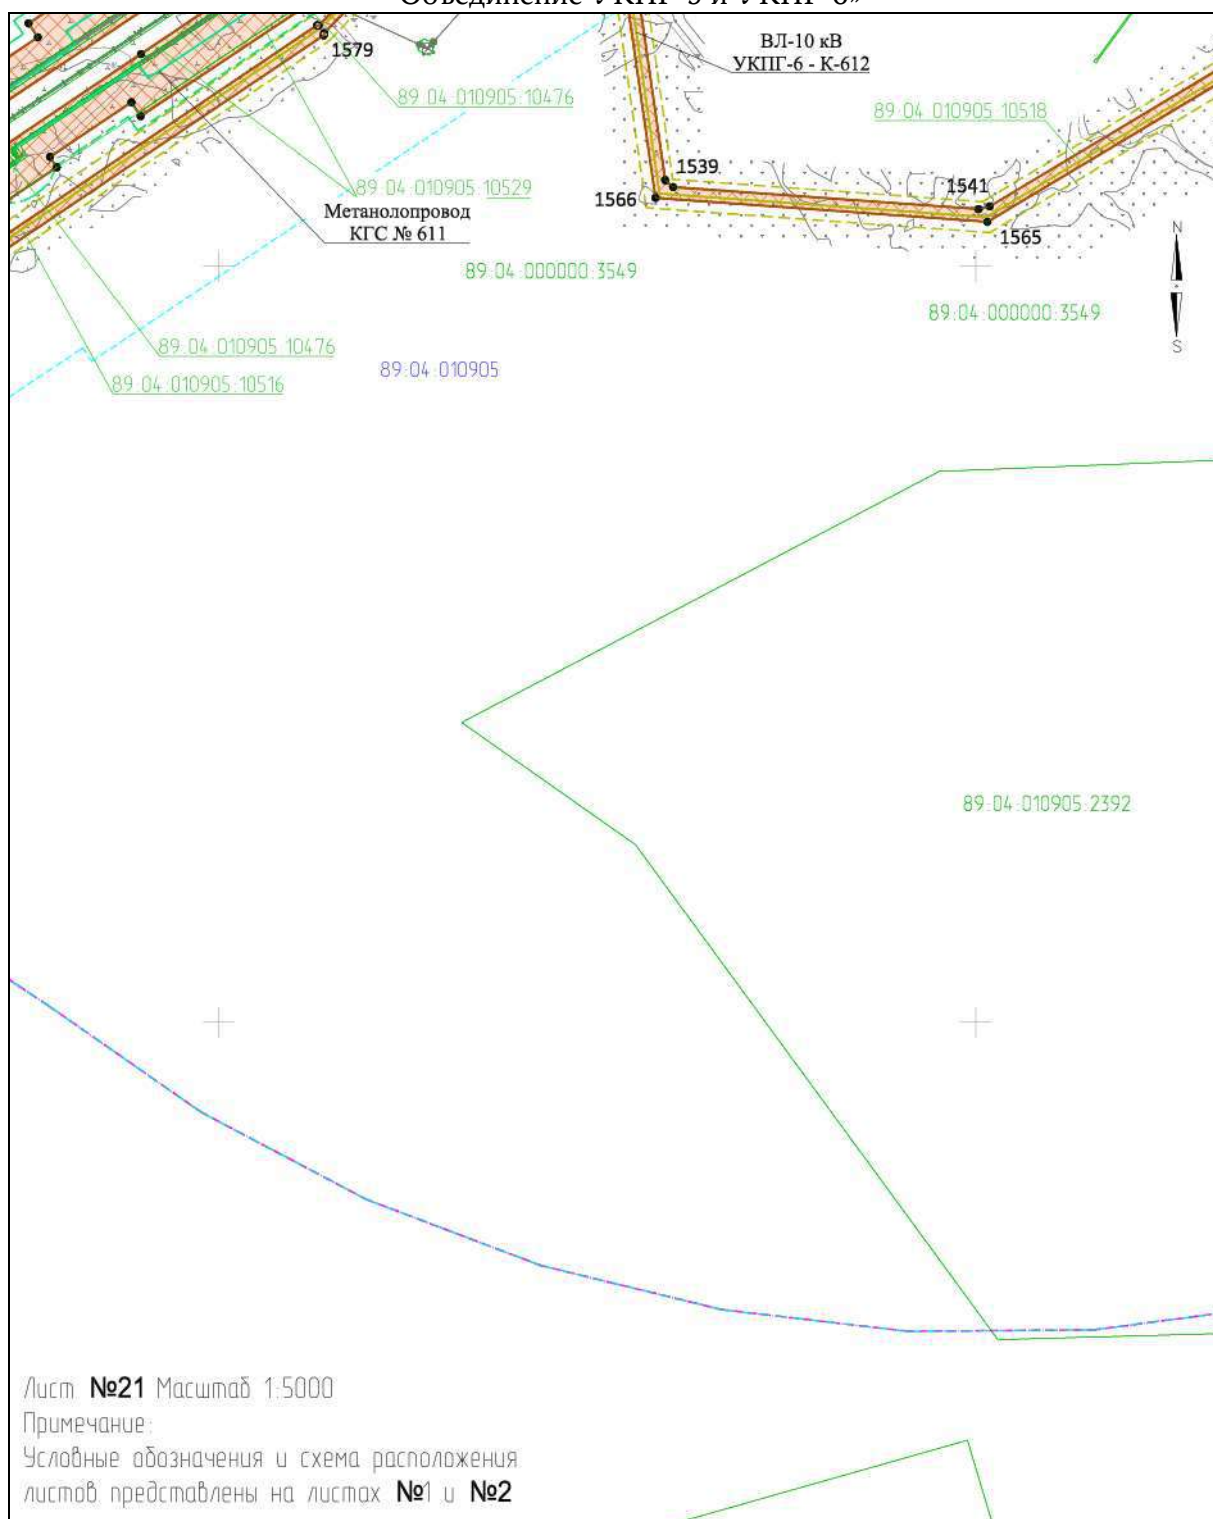 Объединение УКПГ-5 и УКПГ-6»
1579
ВЛ-10 кВ
УКПГ-6 - К-612
89:04:010905:10476
89:04:010905:10518
1539
89:04:010905:10529
1566
1541
Метанолопровод
КГС № 611
1565
N
89:04:000000:3549
89:04:000000:3549
S
89:04:010905:10476
89:04:010905
89:04:010905:10516
89:04:010905:2392
Лист №21 Масштаб 1:5000
Примечание:
Условные обозначения и схема расположения
листов представлены на листах №1 и №2